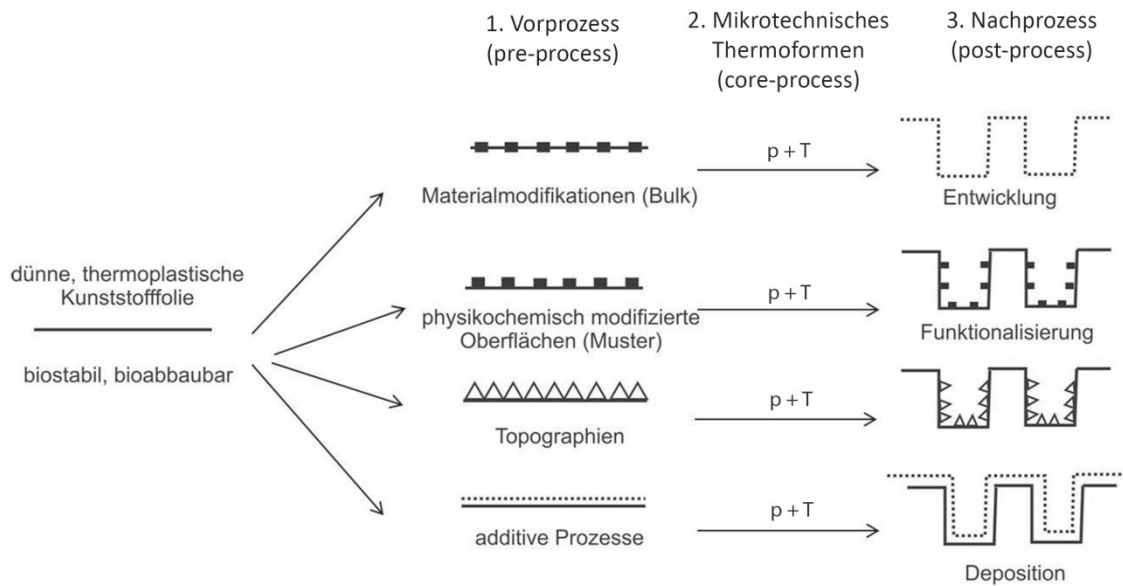 1. Vorprozess
(pre-process)
2. Mikrotechnisches
Thermoformen
(core-process)
3. Nachprozess
(post-process)
dünne, thermoplastische
Kunststofffolie
biostabil, bioabbaubar
Materialmodifikationen (Bulk)
p + T
Entwicklung
physikochemisch modifizierte
Oberflächen (Muster)
p + T
Funktionalisierung
Topographien
p + T
additive Prozesse
p + T
Deposition